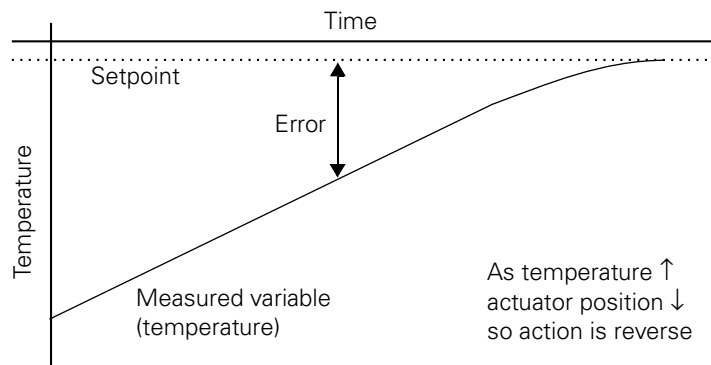 Time
Setpoint
Error
Temperature
Measured variable
(temperature)
As temperature ↑
actuator position ↓
so action is reverse